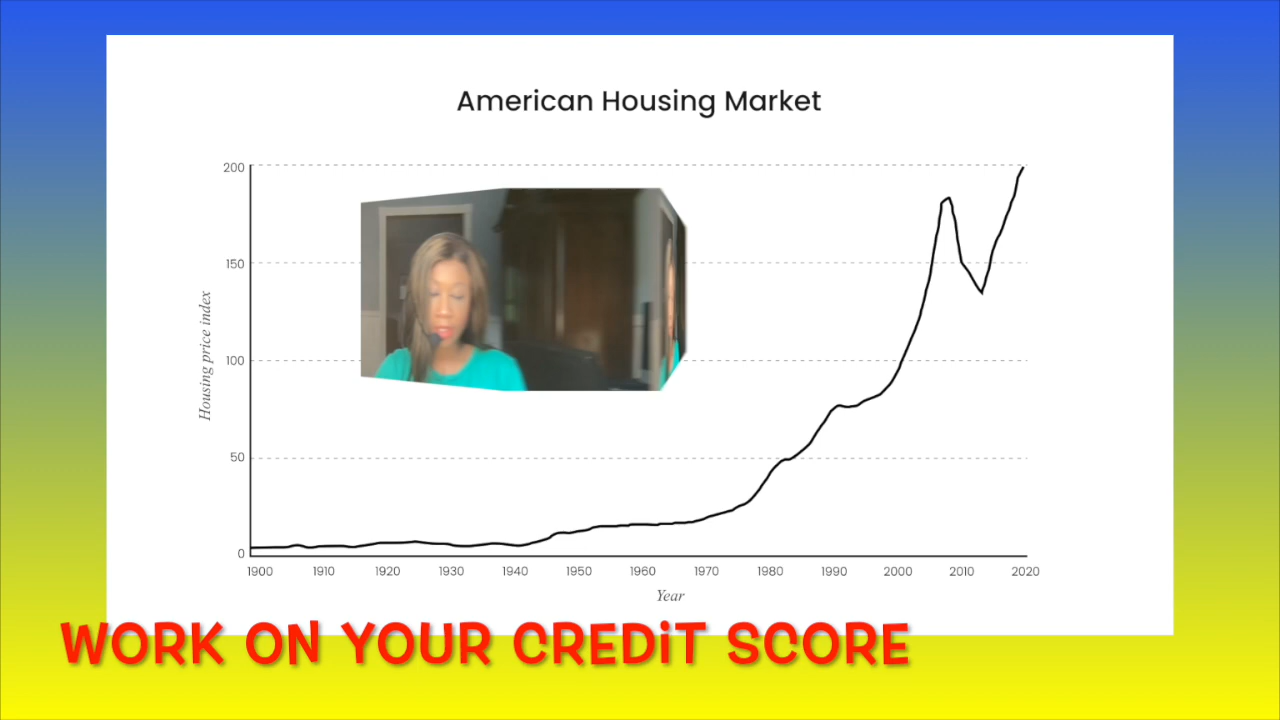 American Housing Market
200
150
100
50
0
Housing price index
1900 1910 1920 1930 1940 1950 1960 1970 1980 1990 2000 2010 2020
Year
WORK ON YOUR CREDiT SCORE